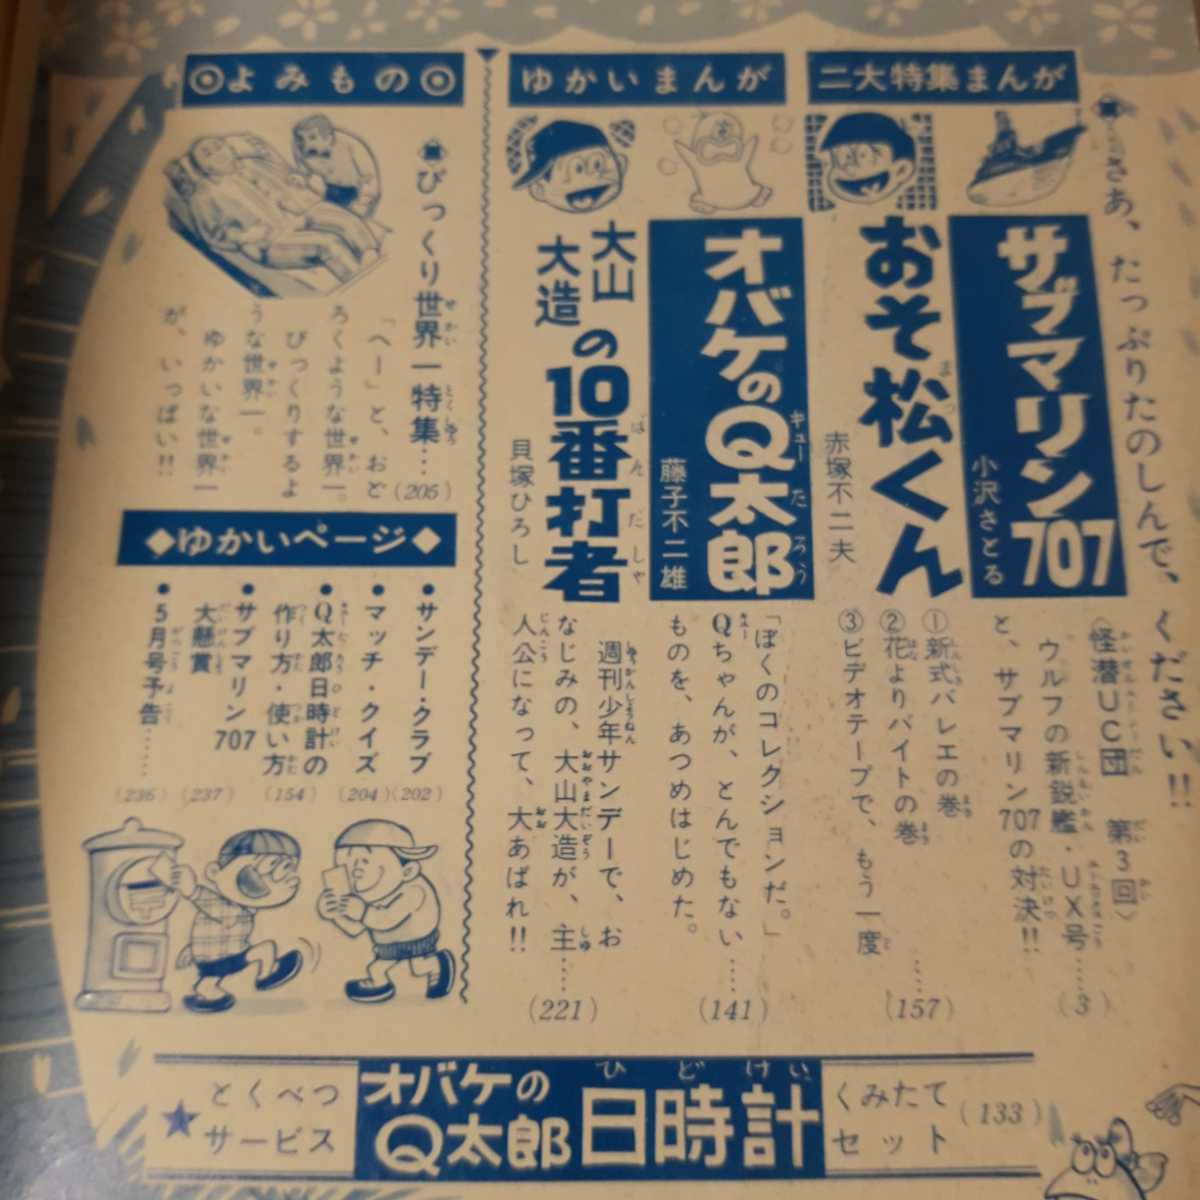 さあ、たっぷりたのしんで、ください!!
二大特集まんが
サブマリン707
小沢さとる
〈怪潜UC団 第3回〉
ウルフの新鋭艦・UX号
と、サブマリン707の対決!!
……(3)
おそ松くん
赤塚不二夫
①新式バレエの巻
②花よりバイトの巻
③ビデオテープで、もう一度
……(157)
ゆかいまんが
オバケのQ太郎
藤子不二雄
「ぼくのコレクションだ。」
Qちゃんが、とんでもない
ものを、あつめはじめた。
……(141)
大山大造の10番打者
貝塚ひろし
週刊少年サンデーで、お
なじみの、大山大造が、主
人公になって、大あばれ!!
……(221)
◎よみもの◎
びっくり世界一特集…(205)
「へー」と、おど
ろくような世界一。
びっくりするよ
うな世界一。
ゆかいな世界一
が、いっぱい!!
◆ゆかいページ◆
●サンデー・クラブ(202)
●マッチ・クイズ(204)
●Q太郎日時計の
作り方・使い方(154)
●サブマリン707
大懸賞(237)
●5月号予告……(236)
★とくべつ
サービス
オバケの
Q太郎
日時計
くみたて
セット
(133)